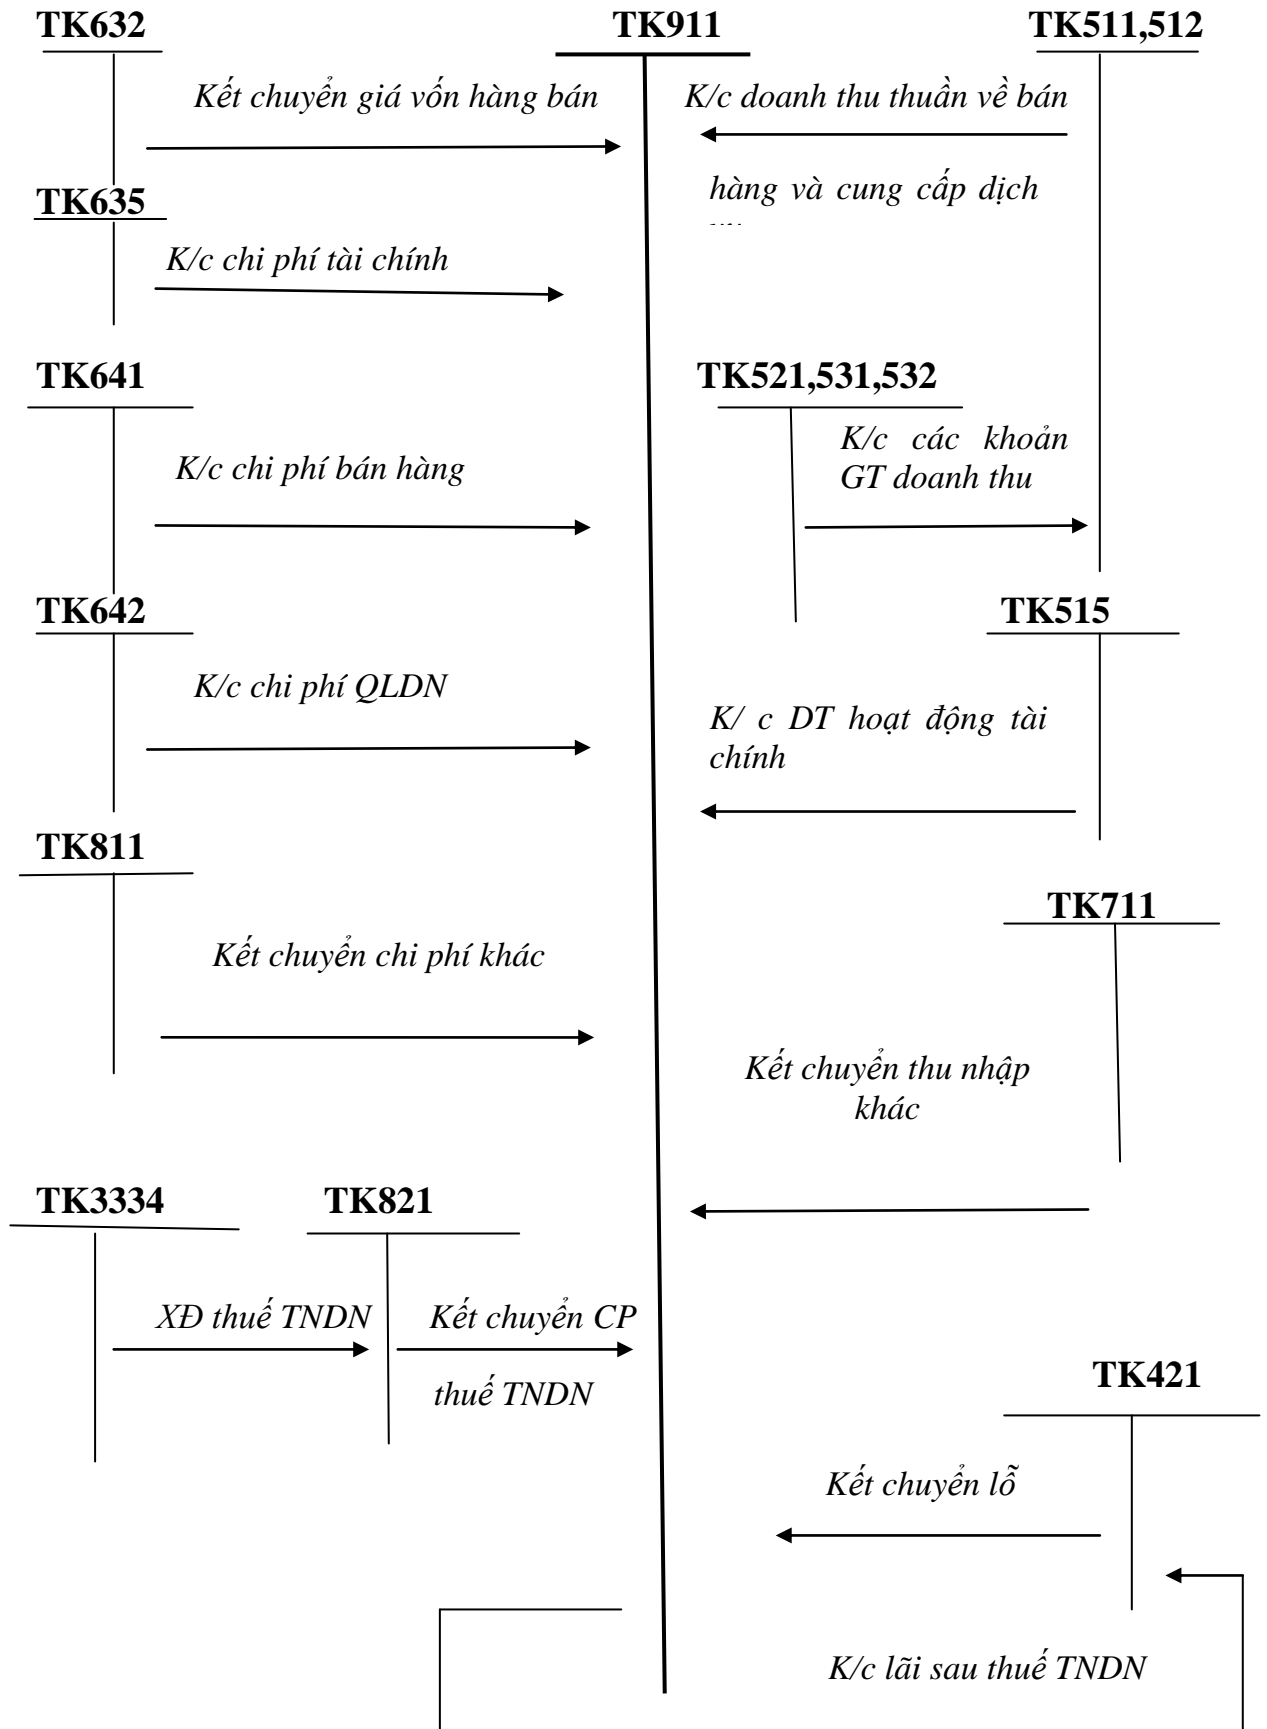 TK632
TK911
TK511,512
Kết chuyển giá vốn hàng bán
K/c doanh thu thuần về bán
hàng và cung cấp dịch
TK635
K/c chi phí tài chính
TK641
TK521,531,532
K/c các khoản
GT doanh thu
K/c chi phí bán hàng
TK642
TK515
K/c chi phí QLDN
K/ c DT hoạt động tài
chính
TK811
TK711
Kết chuyển chi phí khác
Kết chuyển thu nhập
khác
TK3334
TK821
XĐ thuế TNDN
Kết chuyển CP
thuế TNDN
TK421
Kết chuyển lỗ
K/c lãi sau thuế TNDN